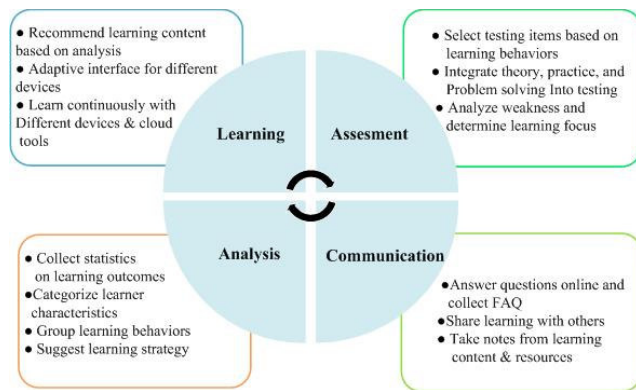 ● Recommend learning content
based on analysis
● Adaptive interface for different
devices
● Learn continuously with
Different devices & cloud
tools
● Select testing items based on
learning behaviors
● Integrate theory, practice, and
Problem solving Into testing
● Analyze weakness and
determine learning focus
Learning
Assesment
Analysis
Communication
● Collect statistics
on learning outcomes
●Categorize learner
characteristics
● Group learning behaviors
● Suggest learning strategy
●Answer questions online and
collect FAQ
●Share learning with others
● Take notes from learning
content & resources